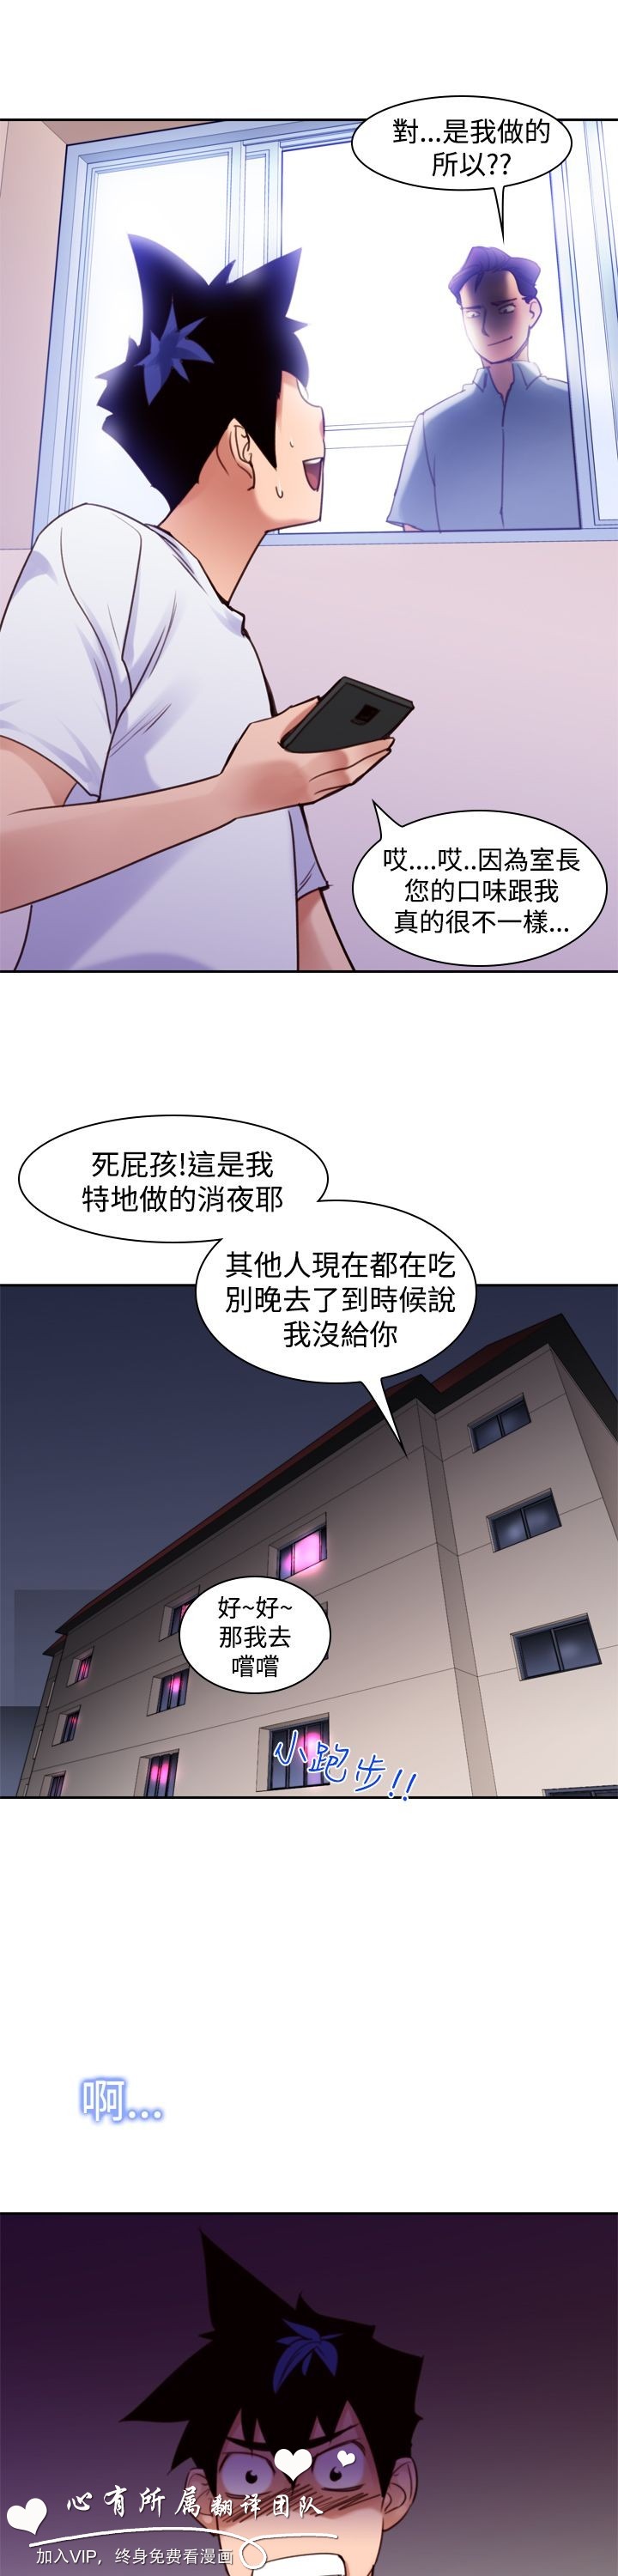 對...是我做的
所以??
哎....哎..因為室長
您的口味跟我
真的很不一樣...
死屁孩!這是我
特地做的消夜耶
其他人現在都在吃
別晚去了到時候說
我沒給你
好~好~
那我去
嚐嚐
小跑步!!
啊...
心有所属翻译团队
加入VIP，终身免费看漫画